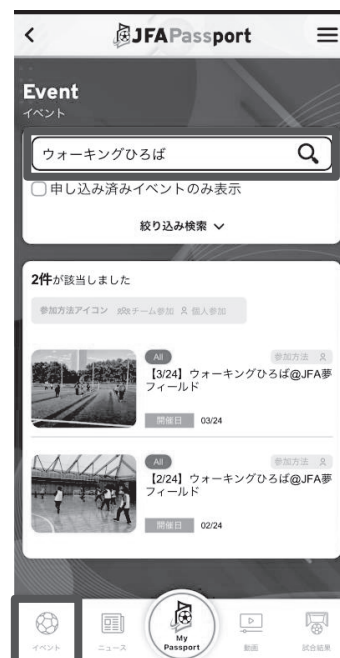 JFAPassport
Event
イベント
ウォーキングひろば
申し込み済みイベントのみ表示
絞り込み検索
2件が該当しました
参加方法アイコン チーム参加 個人参加
All
参加方法
【3/24】ウォーキングひろば@JFA夢
フィールド
開催日 03/24
All
参加方法
【2/24】ウォーキングひろば@JFA夢
フィールド
開催日 02/24
イベント
ニュース
My
Passport
動画
試合結果